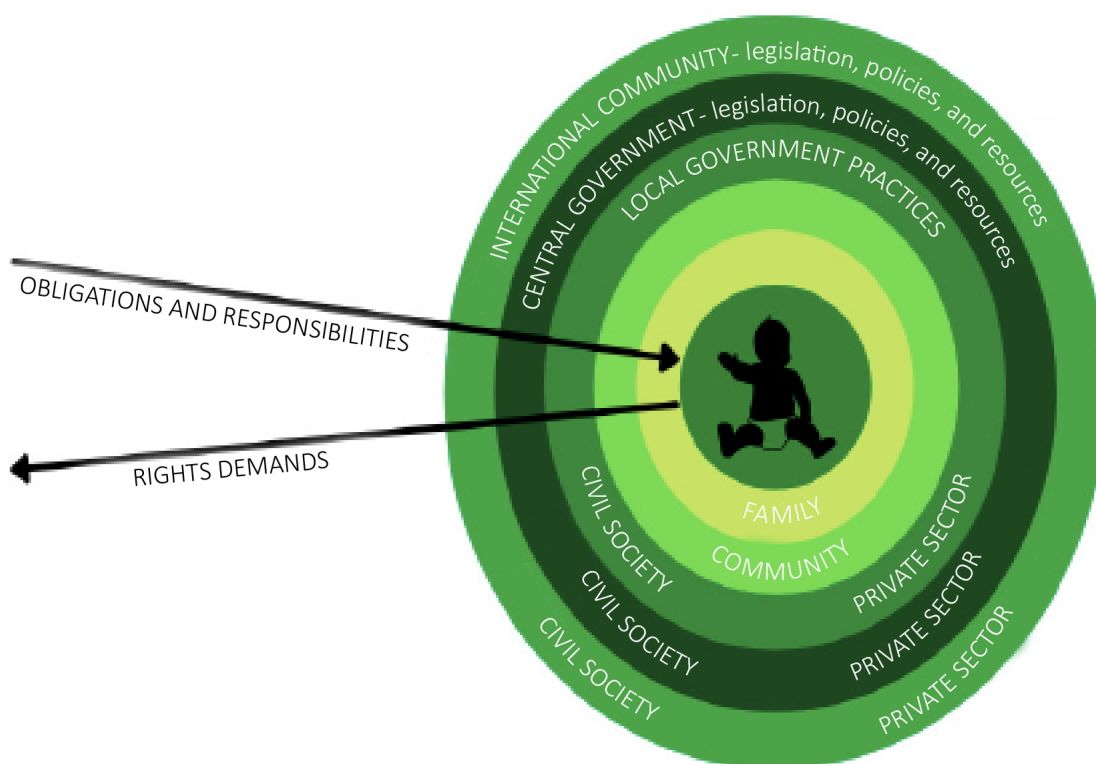 INTERNATIONAL COMMUNITY- legislation, policies, and resources
CENTRAL GOVERNMENT- legislation, policies, and resources
LOCAL GOVERNMENT PRACTICES
OBLIGATIONS AND RESPONSIBILITIES
RIGHTS DEMANDS
FAMILY
COMMUNITY
CIVIL SOCIETY
PRIVATE SECTOR
CIVIL SOCIETY
PRIVATE SECTOR
CIVIL SOCIETY
PRIVATE SECTOR